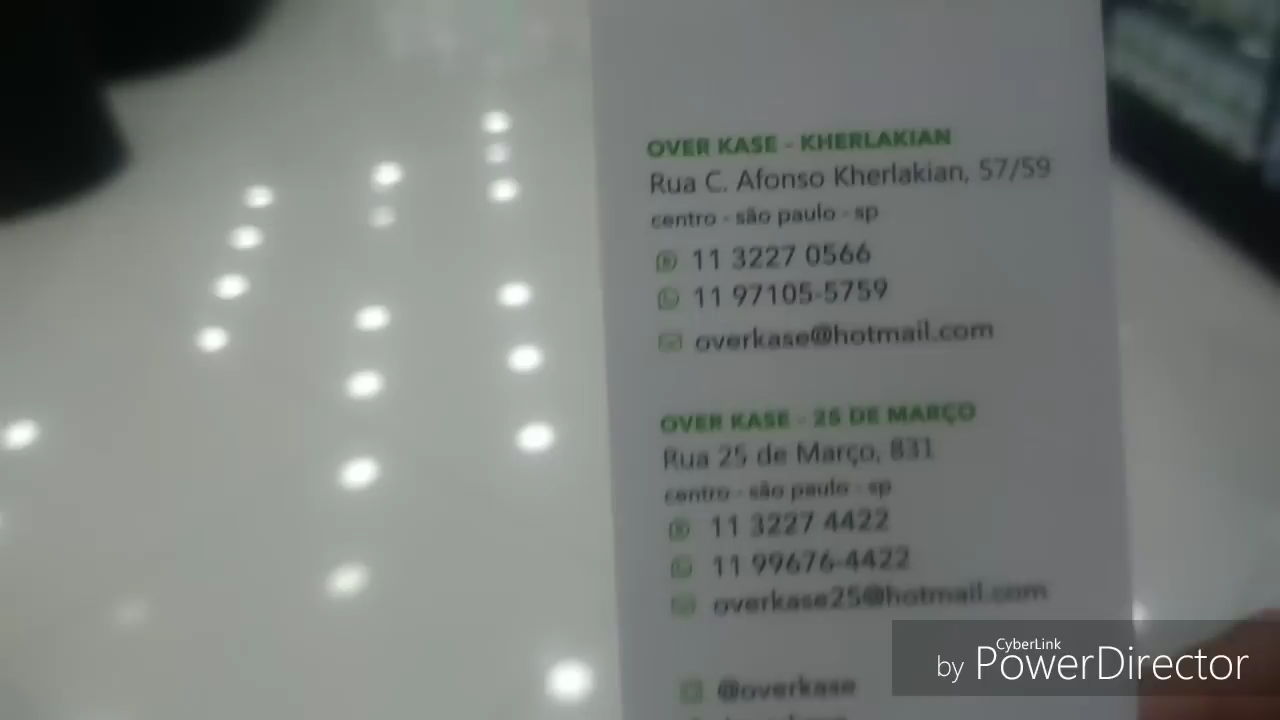 OVER KASE - KHERLAKIAN
Rua C. Afonso Kherlakian, 57/59
centro - são paulo - sp
11 3227 0566
11 97105-5759
overkase@hotmail.com
OVER KASE - 25 DE MARÇO
Rua 25 de Março, 831
centro - são paulo - sp
11 3227 4422
11 99676-4422
overkase25@hotmail.com
@overkase
CyberLink
by PowerDirector